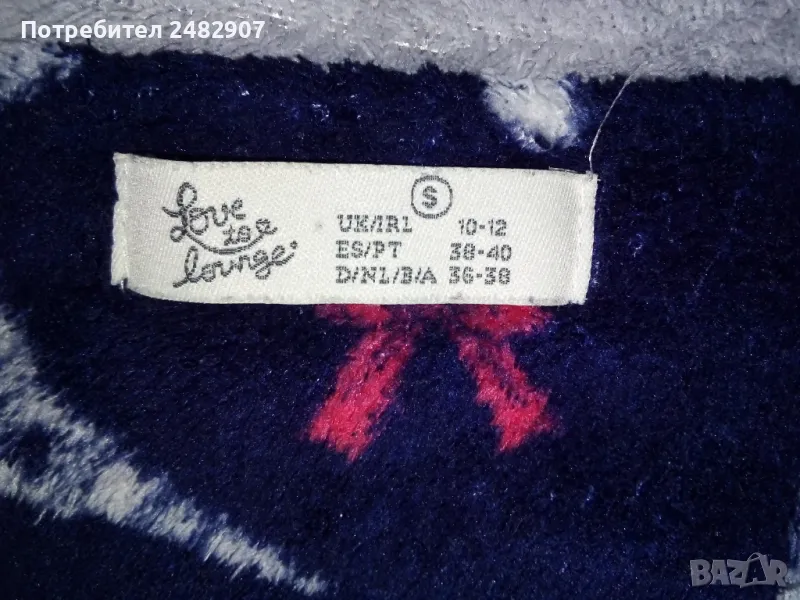 Потребител 2482907
Love
to
lounge
S
UK/IRL 10-12
ES/PT 38-40
D/NL/B/A 36-38
BAZAR